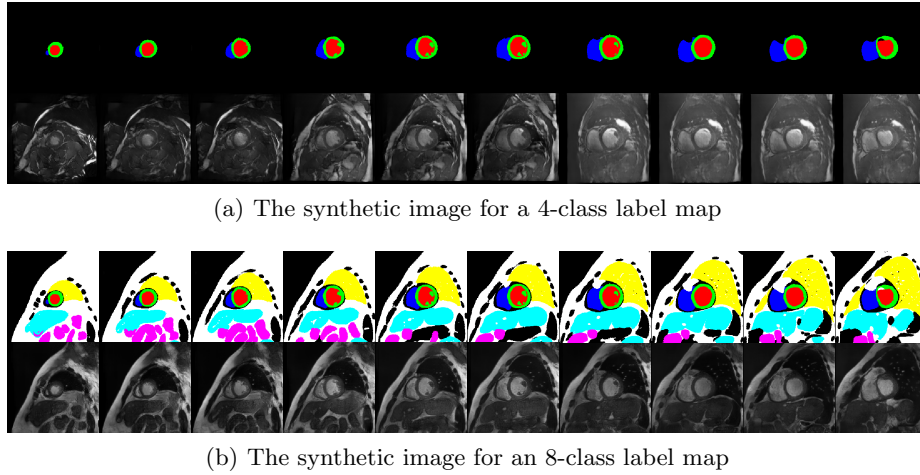 (a) The synthetic image for a 4-class label map
(b) The synthetic image for an 8-class label map